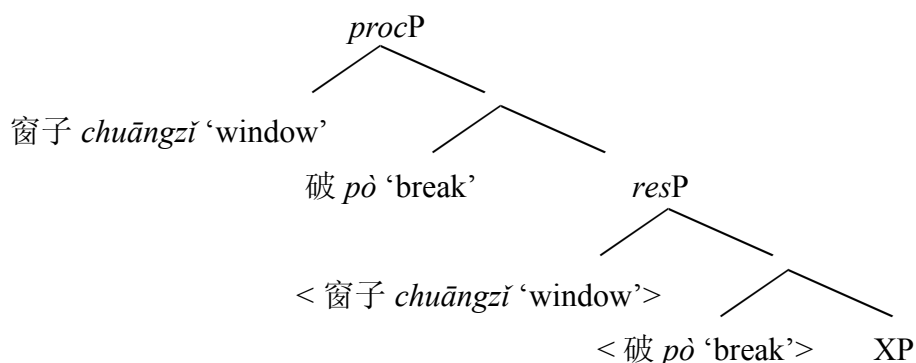 procP
窗子 chuāngzǐ ‘window’
破 pò ‘break’
resP
< 窗子 chuāngzǐ ‘window’>
< 破 pò ‘break’>
XP